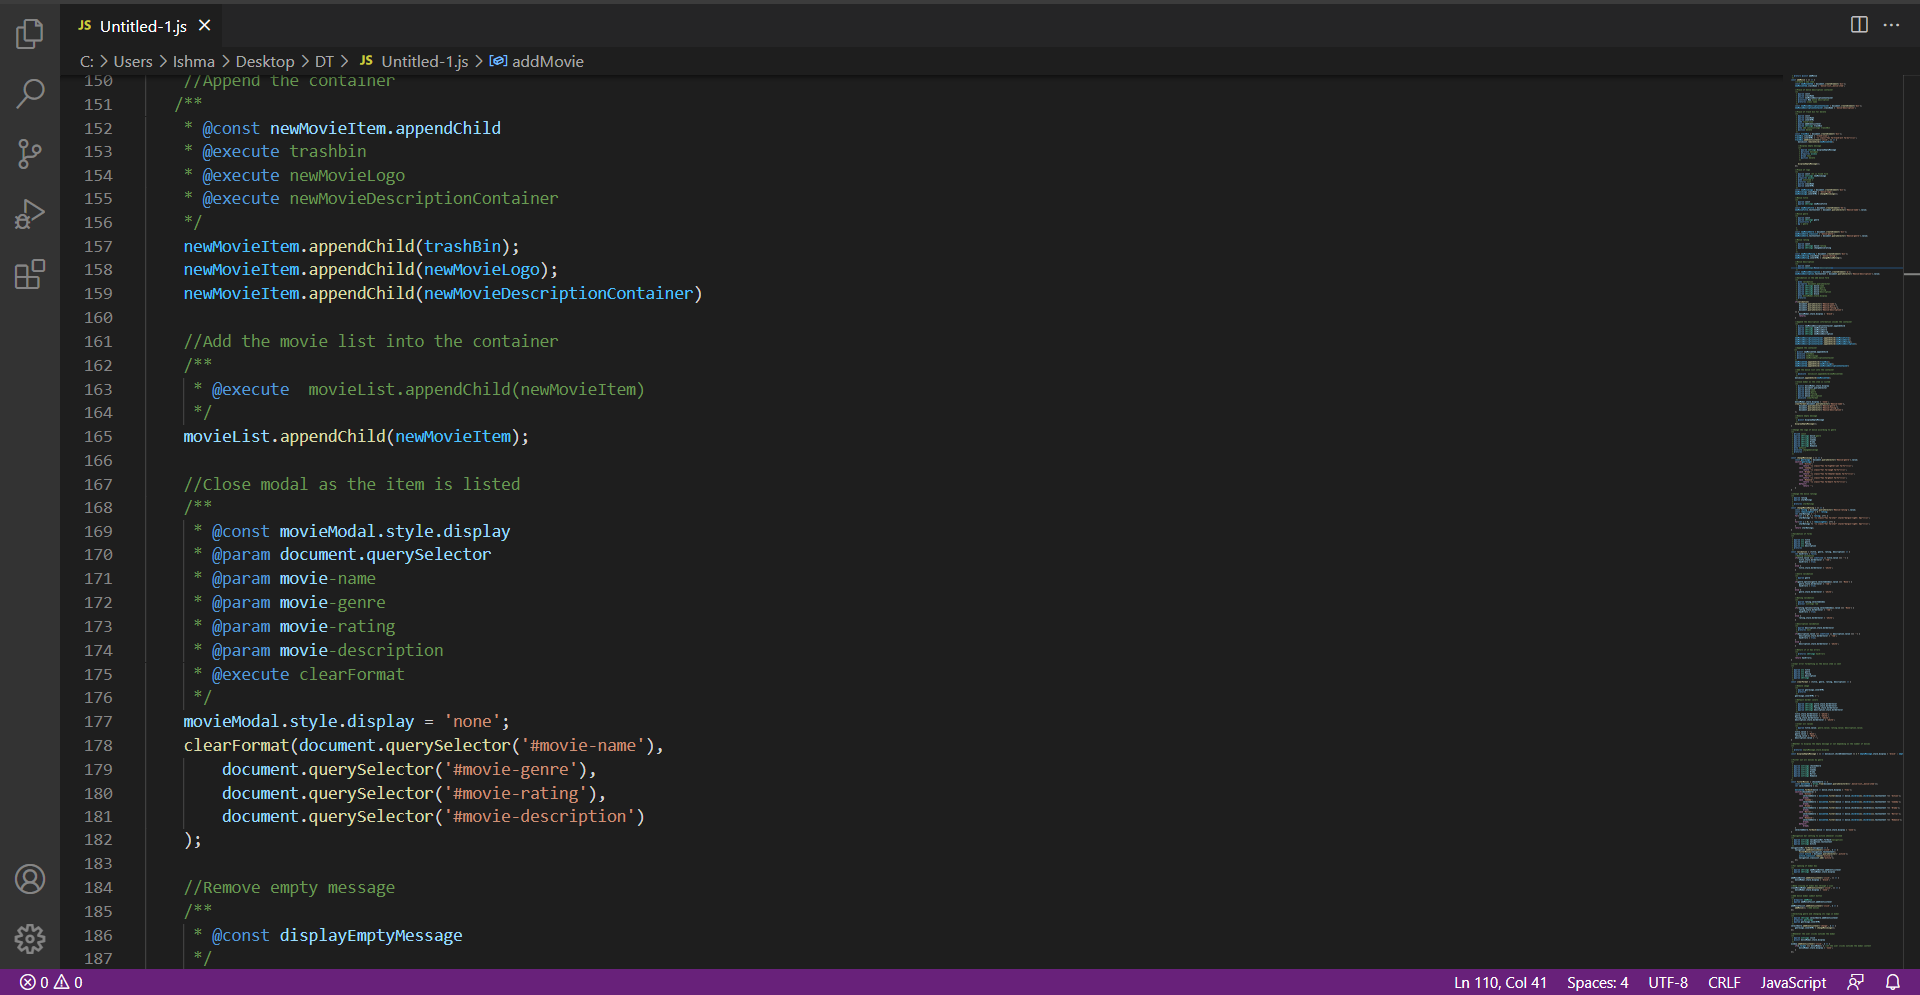 JS Untitled-1.js ×
C: > Users > Ishma > Desktop > DT > JS Untitled-1.js > addMovie
150 //Append the container
151 /**
152 * @const newMovieItem.appendChild
153 * @execute trashbin
154 * @execute newMovieLogo
155 * @execute newMovieDescriptionContainer
156 */
157 newMovieItem.appendChild(trashBin);
158 newMovieItem.appendChild(newMovieLogo);
159 newMovieItem.appendChild(newMovieDescriptionContainer)
160
161 //Add the movie list into the container
162 /**
163 * @execute  movieList.appendChild(newMovieItem)
164 */
165 movieList.appendChild(newMovieItem);
166
167 //Close modal as the item is listed
168 /**
169 * @const movieModal.style.display
170 * @param document.querySelector
171 * @param movie-name
172 * @param movie-genre
173 * @param movie-rating
174 * @param movie-description
175 * @execute clearFormat
176 */
177 movieModal.style.display = 'none';
178 clearFormat(document.querySelector('#movie-name'),
179 document.querySelector('#movie-genre'),
180 document.querySelector('#movie-rating'),
181 document.querySelector('#movie-description')
182 );
183
184 //Remove empty message
185 /**
186 * @const displayEmptyMessage
187 */
0 0 Ln 110, Col 41 Spaces: 4 UTF-8 CRLF JavaScript